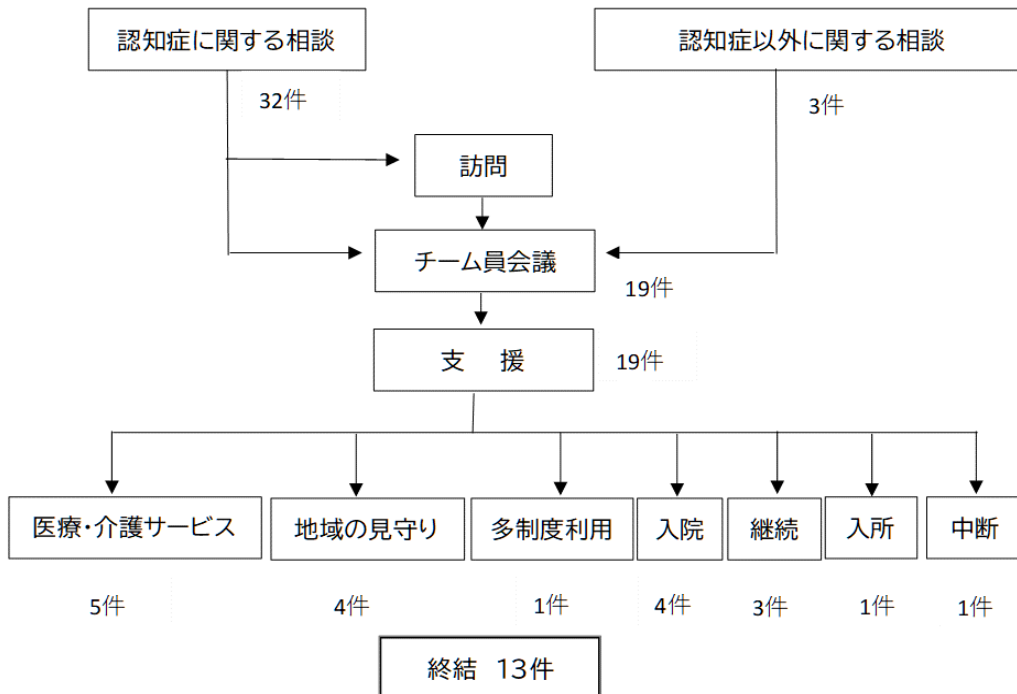 認知症に関する相談
認知症以外に関する相談
32件
3件
訪問
チーム員会議
19件
支 援
19件
医療・介護サービス
地域の見守り
多制度利用
入院
継続
入所
中断
5件
4件
1件
4件
3件
1件
1件
終結 13件